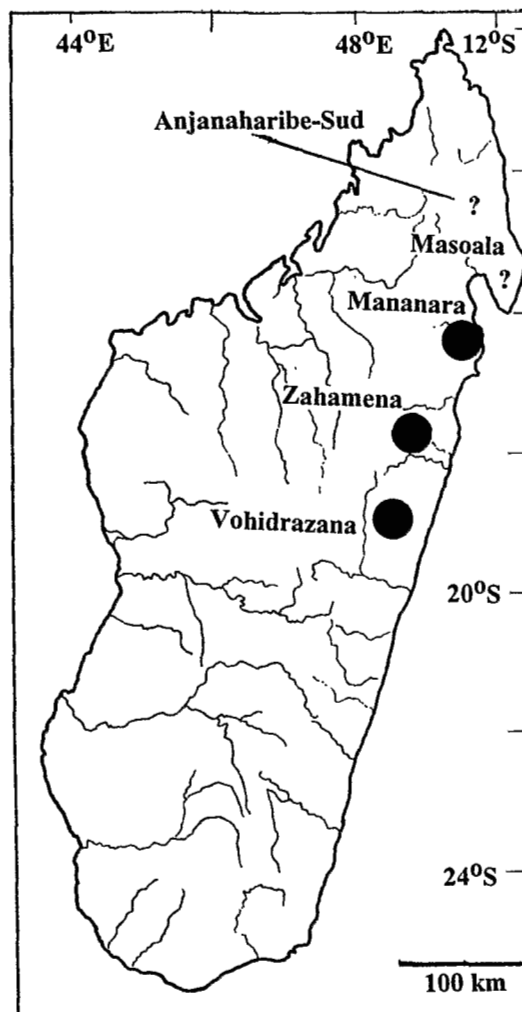 44°E 48°E 12°S
Anjanaharibe-Sud
?
Masoala
?
Mananara
Zahamena
Vohidrazana
20°S
24°S
100 km